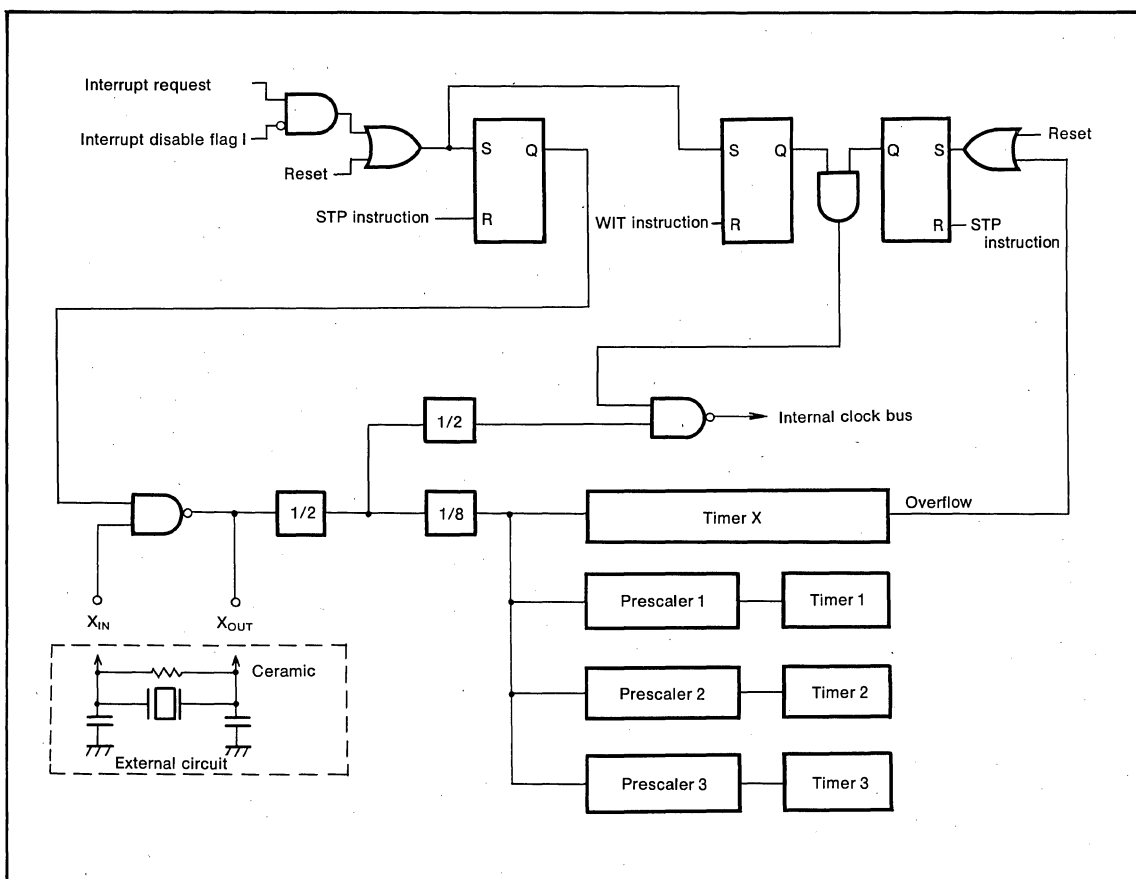 Interrupt request
Interrupt disable flag I
Reset
STP instruction
S
Q
R
WIT instruction
S
Q
R
Q
S
R
Reset
STP
instruction
1/2
Internal clock bus
1/2
1/8
Timer X
Overflow
Prescaler 1
Timer 1
Prescaler 2
Timer 2
Prescaler 3
Timer 3
XIN
XOUT
Ceramic
External circuit